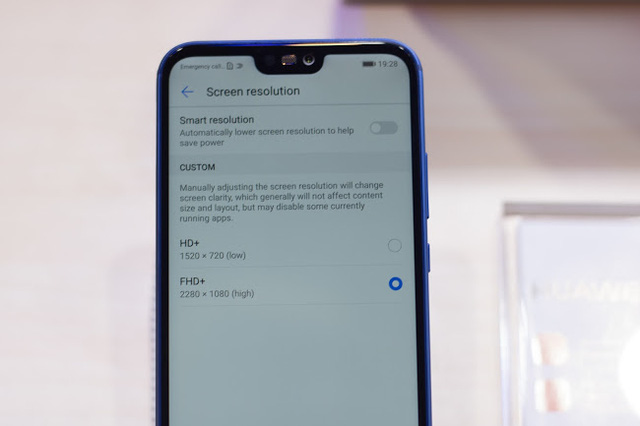 Emergency call...
19:28
Screen resolution
Smart resolution
Automatically lower screen resolution to help
save power
CUSTOM
Manually adjusting the screen resolution will change
screen clarity, which generally will not affect content
size and layout, but may disable some currently
running apps.
HD+
1520 × 720 (low)
FHD+
2280 × 1080 (high)
HUAWEI